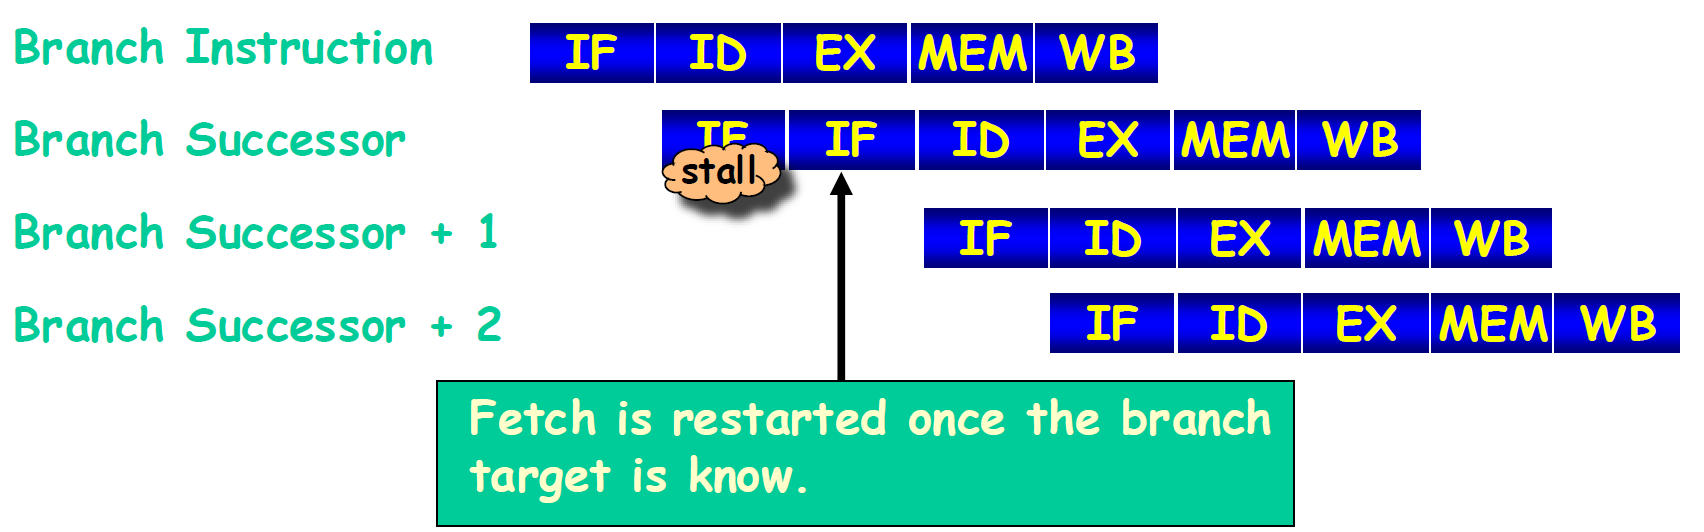 Branch Instruction IF ID EX MEM WB
Branch Successor IF IF ID EX MEM WB
stall
Branch Successor + 1 IF ID EX MEM WB
Branch Successor + 2 IF ID EX MEM WB
Fetch is restarted once the branch
target is know.